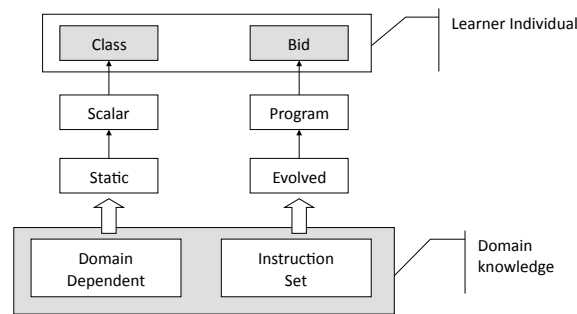 Class
Bid
Learner Individual
Scalar
Program
Static
Evolved
Domain
Dependent
Instruction
Set
Domain
knowledge